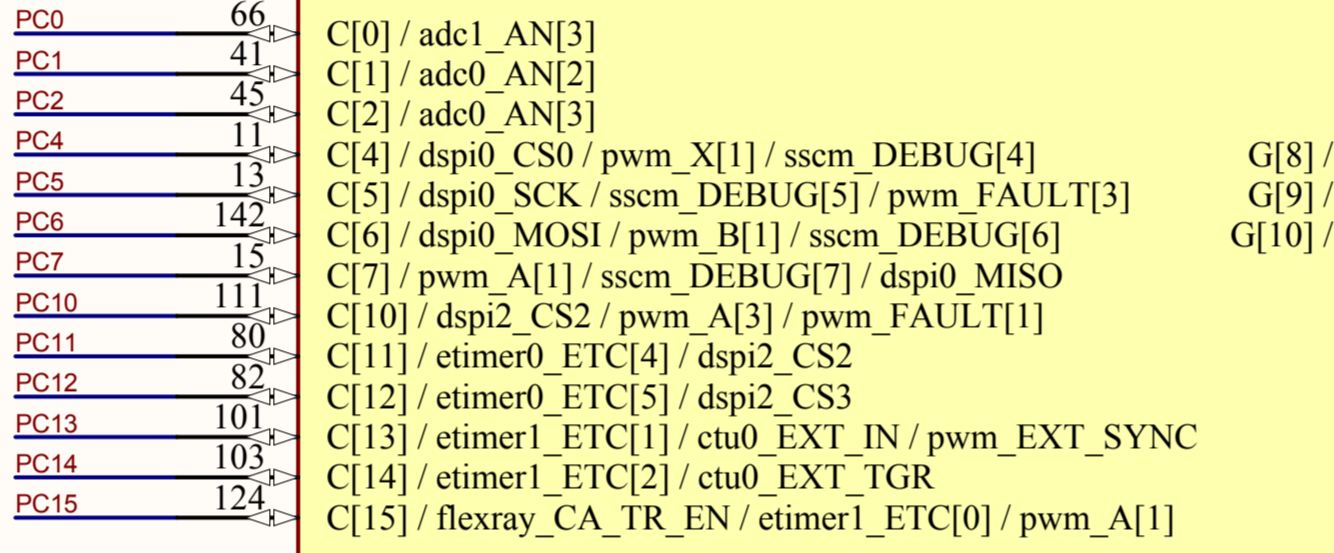 PC0 66 C[0] / adc1_AN[3]
PC1 41 C[1] / adc0_AN[2]
PC2 45 C[2] / adc0_AN[3]
PC4 11 C[4] / dspi0_CS0 / pwm_X[1] / sscm_DEBUG[4] G[8] /
PC5 13 C[5] / dspi0_SCK / sscm_DEBUG[5] / pwm_FAULT[3] G[9] /
PC6 142 C[6] / dspi0_MOSI / pwm_B[1] / sscm_DEBUG[6] G[10] /
PC7 15 C[7] / pwm_A[1] / sscm_DEBUG[7] / dspi0_MISO
PC10 111 C[10] / dspi2_CS2 / pwm_A[3] / pwm_FAULT[1]
PC11 80 C[11] / etimer0_ETC[4] / dspi2_CS2
PC12 82 C[12] / etimer0_ETC[5] / dspi2_CS3
PC13 101 C[13] / etimer1_ETC[1] / ctu0_EXT_IN / pwm_EXT_SYNC
PC14 103 C[14] / etimer1_ETC[2] / ctu0_EXT_TGR
PC15 124 C[15] / flexray_CA_TR_EN / etimer1_ETC[0] / pwm_A[1]